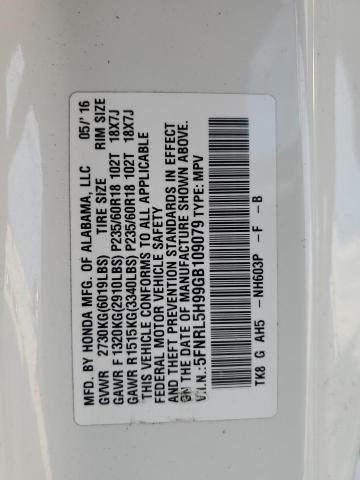 MFD. BY HONDA MFG. OF ALABAMA, LLC 05/'16
GVWR 2730KG(6019LBS) TIRE SIZE RIM SIZE
GAWR F 1320KG(2910LBS) P235/60R18 102T 18X7J
GAWR R1515KG(3340LBS) P235/60R18 102T 18X7J
THIS VEHICLE CONFORMS TO ALL APPLICABLE
FEDERAL MOTOR VEHICLE SAFETY
AND THEFT PREVENTION STANDARDS IN EFFECT
ON THE DATE OF MANUFACTURE SHOWN ABOVE.
V.I.N.:5FNRL5H99GB109079 TYPE: MPV
TK8 G AH5 -NH603P -F -B